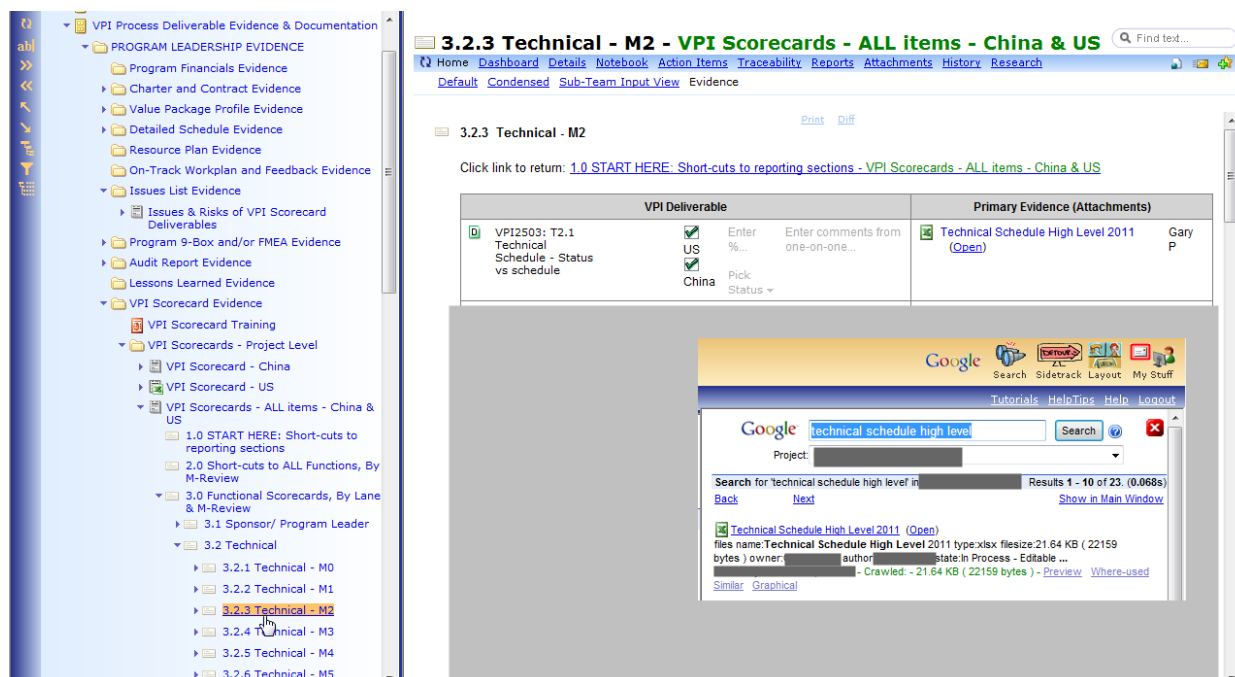 VPI Process Deliverable Evidence & Documentation
abl
PROGRAM LEADERSHIP EVIDENCE
Program Financials Evidence
Charter and Contract Evidence
Value Package Profile Evidence
Detailed Schedule Evidence
Resource Plan Evidence
On-Track Workplan and Feedback Evidence
Issues List Evidence
Issues & Risks of VPI Scorecard
Deliverables
Program 9-Box and/or FMEA Evidence
Audit Report Evidence
Lessons Learned Evidence
VPI Scorecard Evidence
VPI Scorecard Training
VPI Scorecards - Project Level
VPI Scorecard - China
VPI Scorecard - US
VPI Scorecards - ALL items - China &
US
1.0 START HERE: Short-cuts to
reporting sections
2.0 Short-cuts to ALL Functions, By
M-Review
3.0 Functional Scorecards, By Lane
& M-Review
3.1 Sponsor/ Program Leader
3.2 Technical
3.2.1 Technical - M0
3.2.2 Technical - M1
3.2.3 Technical - M2
3.2.4 Technical - M3
3.2.5 Technical - M4
3.2.6 Technical - M5
3.2.3 Technical - M2 - VPI Scorecards - ALL items - China & US
Find text...
Home Dashboard Details Notebook Action Items Traceability Reports Attachments History Research
Default Condensed Sub-Team Input View Evidence
Print Diff
3.2.3 Technical - M2
Click link to return: 1.0 START HERE: Short-cuts to reporting sections - VPI Scorecards - ALL items - China & US
VPI Deliverable
Primary Evidence (Attachments)
VPI2503: T2.1
Technical
Schedule - Status
vs schedule
US
China
Enter
%...
Pick
Status
Enter comments from
one-on-one...
Technical Schedule High Level 2011
(Open)
Gary
P
Google
Search Sidetrack Layout My Stuff
DETOUR
Tutorials HelpTips Help Logout
Google technical schedule high level Search
Project:
Search for 'technical schedule high level' in Results 1 - 10 of 23. (0.068s)
Back Next Show in Main Window
Technical Schedule High Level 2011 (Open)
files name:Technical Schedule High Level 2011 type:xlsx filesize:21.64 KB ( 22159
bytes ) owner: author state:In Process - Editable ...
- Crawled: - 21.64 KB ( 22159 bytes ) - Preview Where-used
Similar Graphical